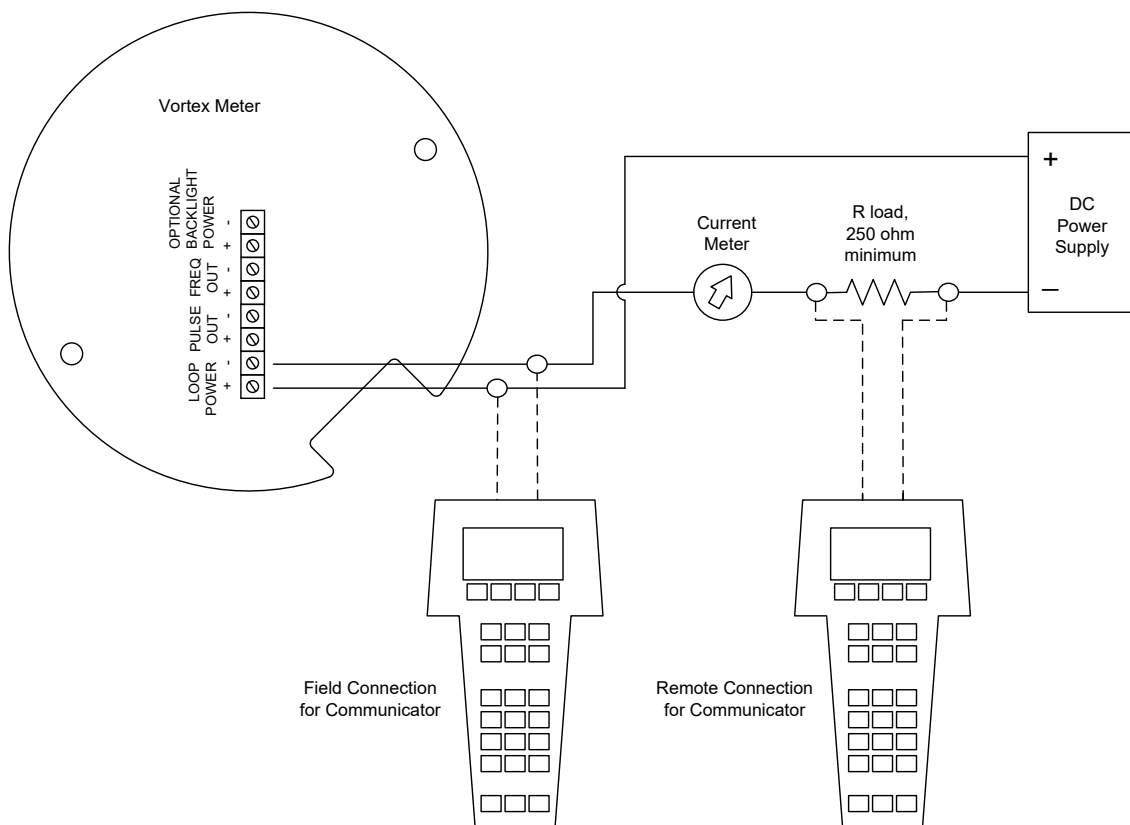 Vortex Meter
OPTIONAL
BACKLIGHT
POWER
- 
+
FREQ
OUT
-
+
PULSE
OUT
-
+
LOOP
POWER
-
+
Current
Meter
R load,
250 ohm
minimum
+
DC
Power
Supply
–
Field Connection
for Communicator
Remote Connection
for Communicator